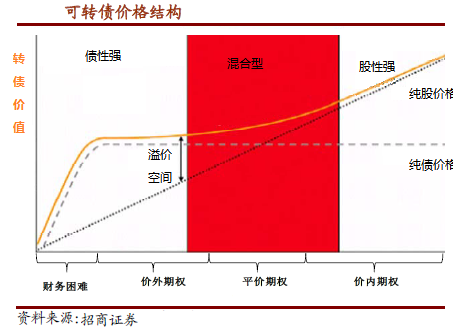 可转债价格结构
转债价值
债性强
混合型
股性强
纯股价格
溢价
空间
纯债价格
财务困难
价外期权
平价期权
价内期权
资料来源:招商证券